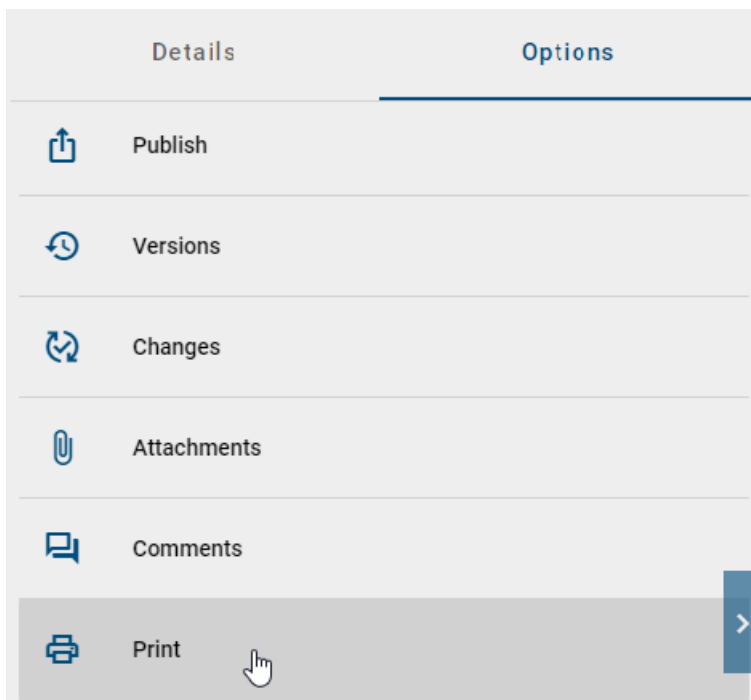 Details Options
Publish
Versions
Changes
Attachments
Comments
Print